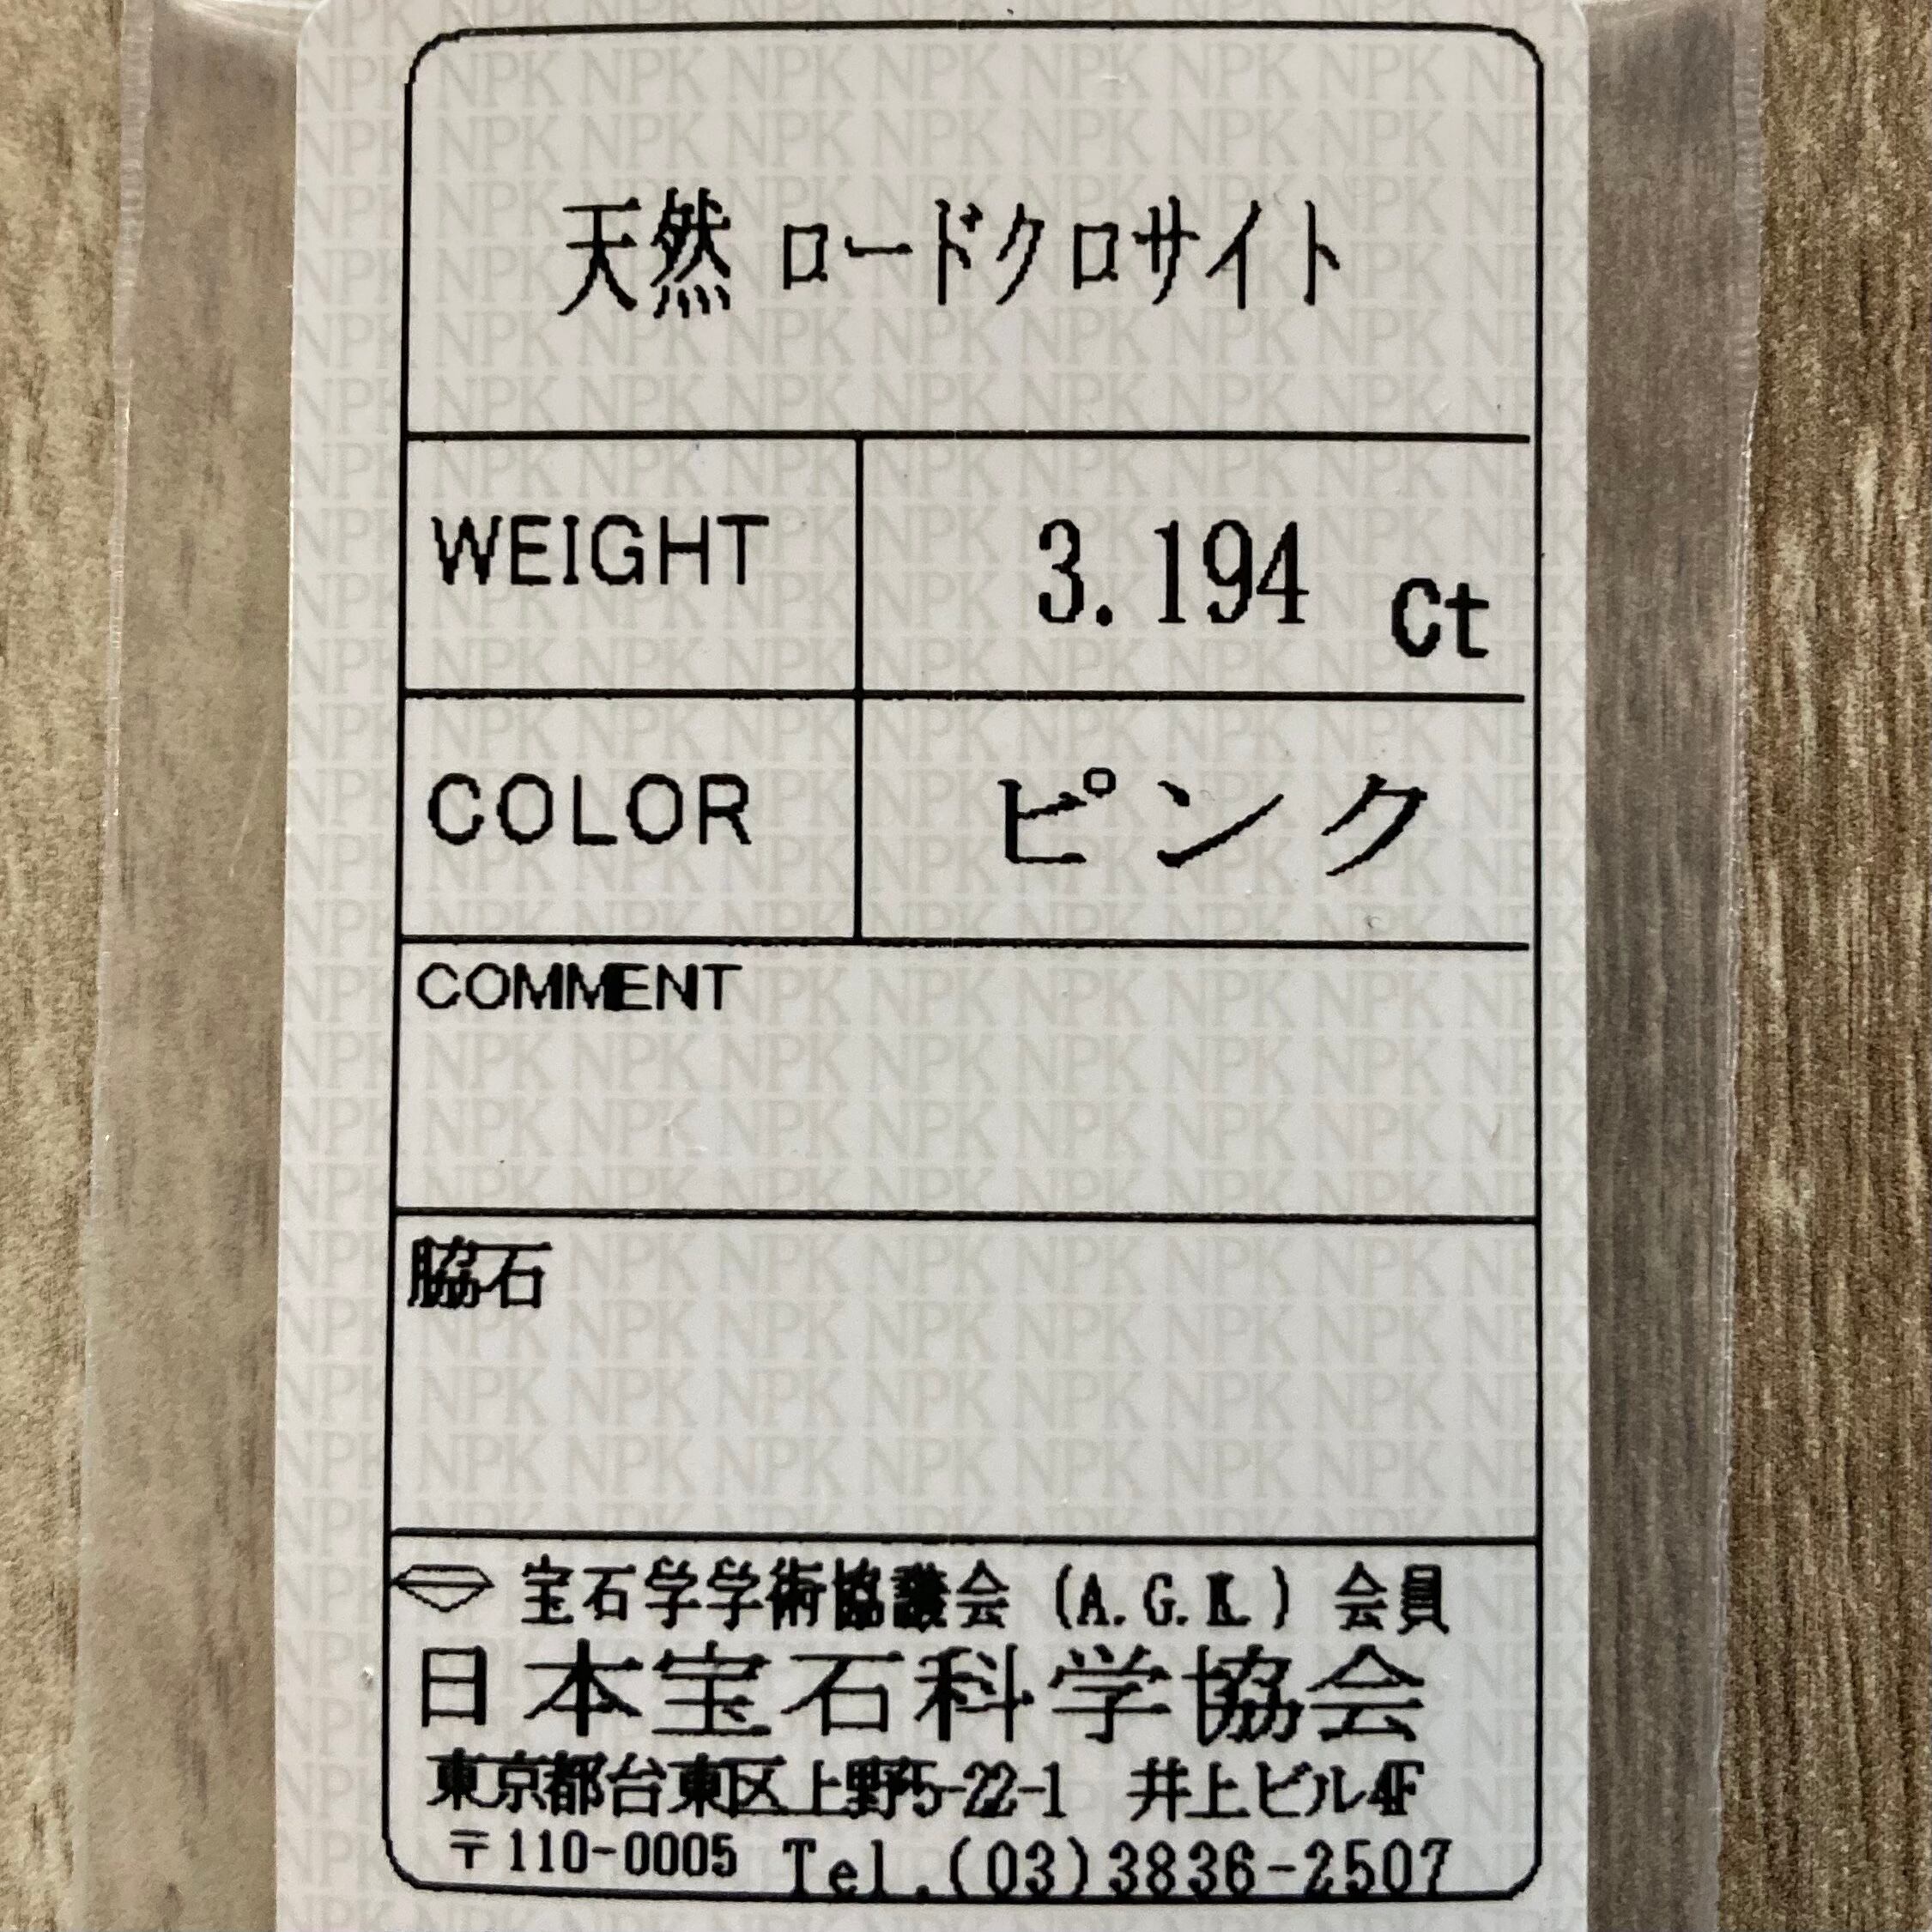 天然 ロードクロサイト
WEIGHT 3.194 Ct
COLOR ピンク
COMMENT
脇石
宝石学学術協議会 (A.G.L) 会員
日本宝石科学協会
東京都台東区上野5-22-1 井上ビル4F
〒110-0005 Tel.(03)3836-2507